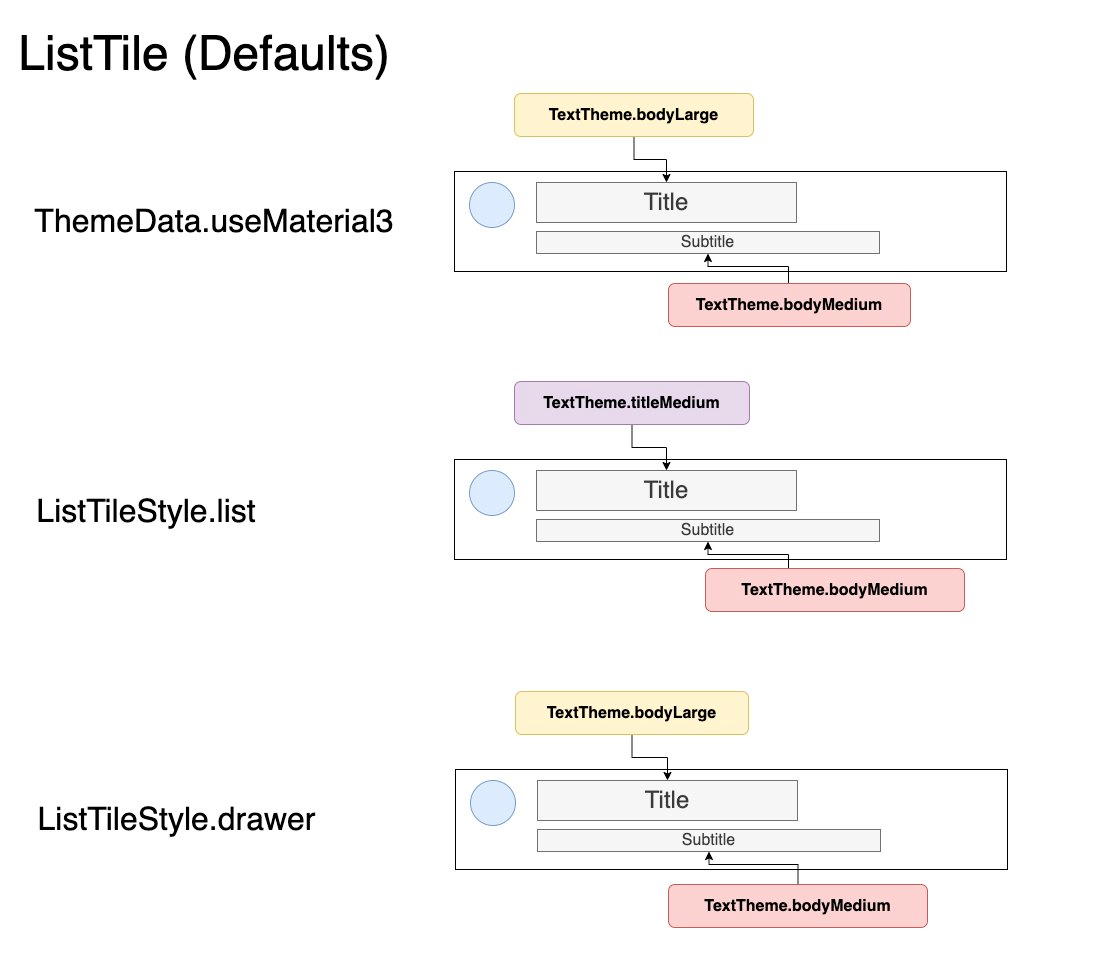 ListTile (Defaults)
TextTheme.bodyLarge
ThemeData.useMaterial3
Title
Subtitle
TextTheme.bodyMedium
TextTheme.titleMedium
ListTileStyle.list
Title
Subtitle
TextTheme.bodyMedium
TextTheme.bodyLarge
ListTileStyle.drawer
Title
Subtitle
TextTheme.bodyMedium